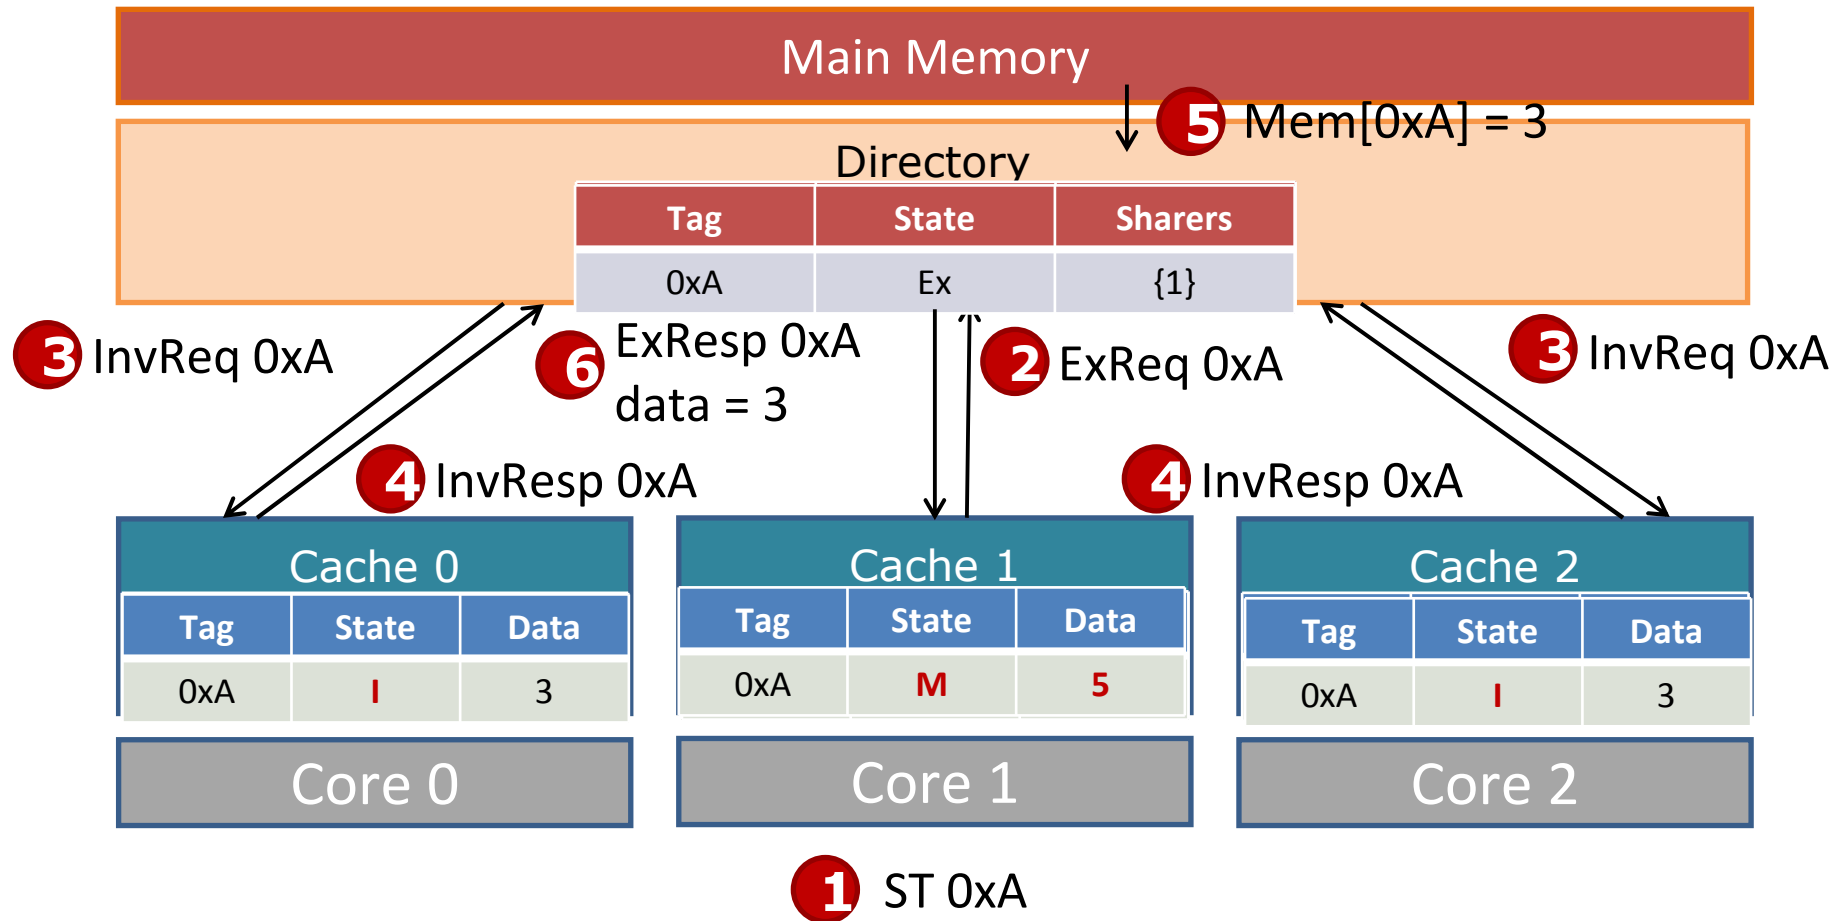 Main Memory
5 Mem[0xA] = 3
Directory
Tag State Sharers
0xA Ex {1}
3 InvReq 0xA
6 ExResp 0xA
data = 3
2 ExReq 0xA
3 InvReq 0xA
4 InvResp 0xA
4 InvResp 0xA
Cache 0
Tag State Data
0xA I 3
Core 0
Cache 1
Tag State Data
0xA M 5
Core 1
Cache 2
Tag State Data
0xA I 3
Core 2
1 ST 0xA